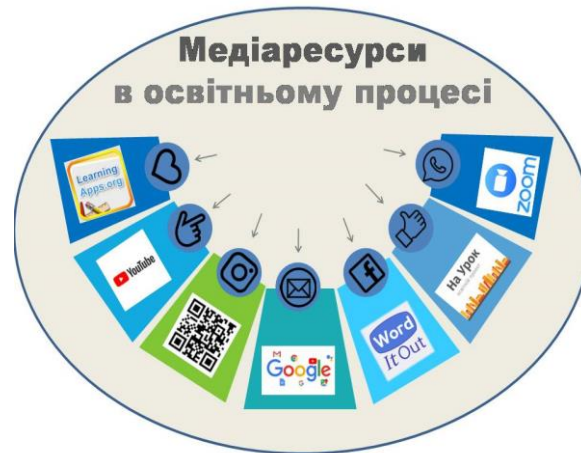 Медіаресурси
в освітньому процесі
Learning
Apps.org
YouTube
Google
Word
It Out
На Урок
zoom